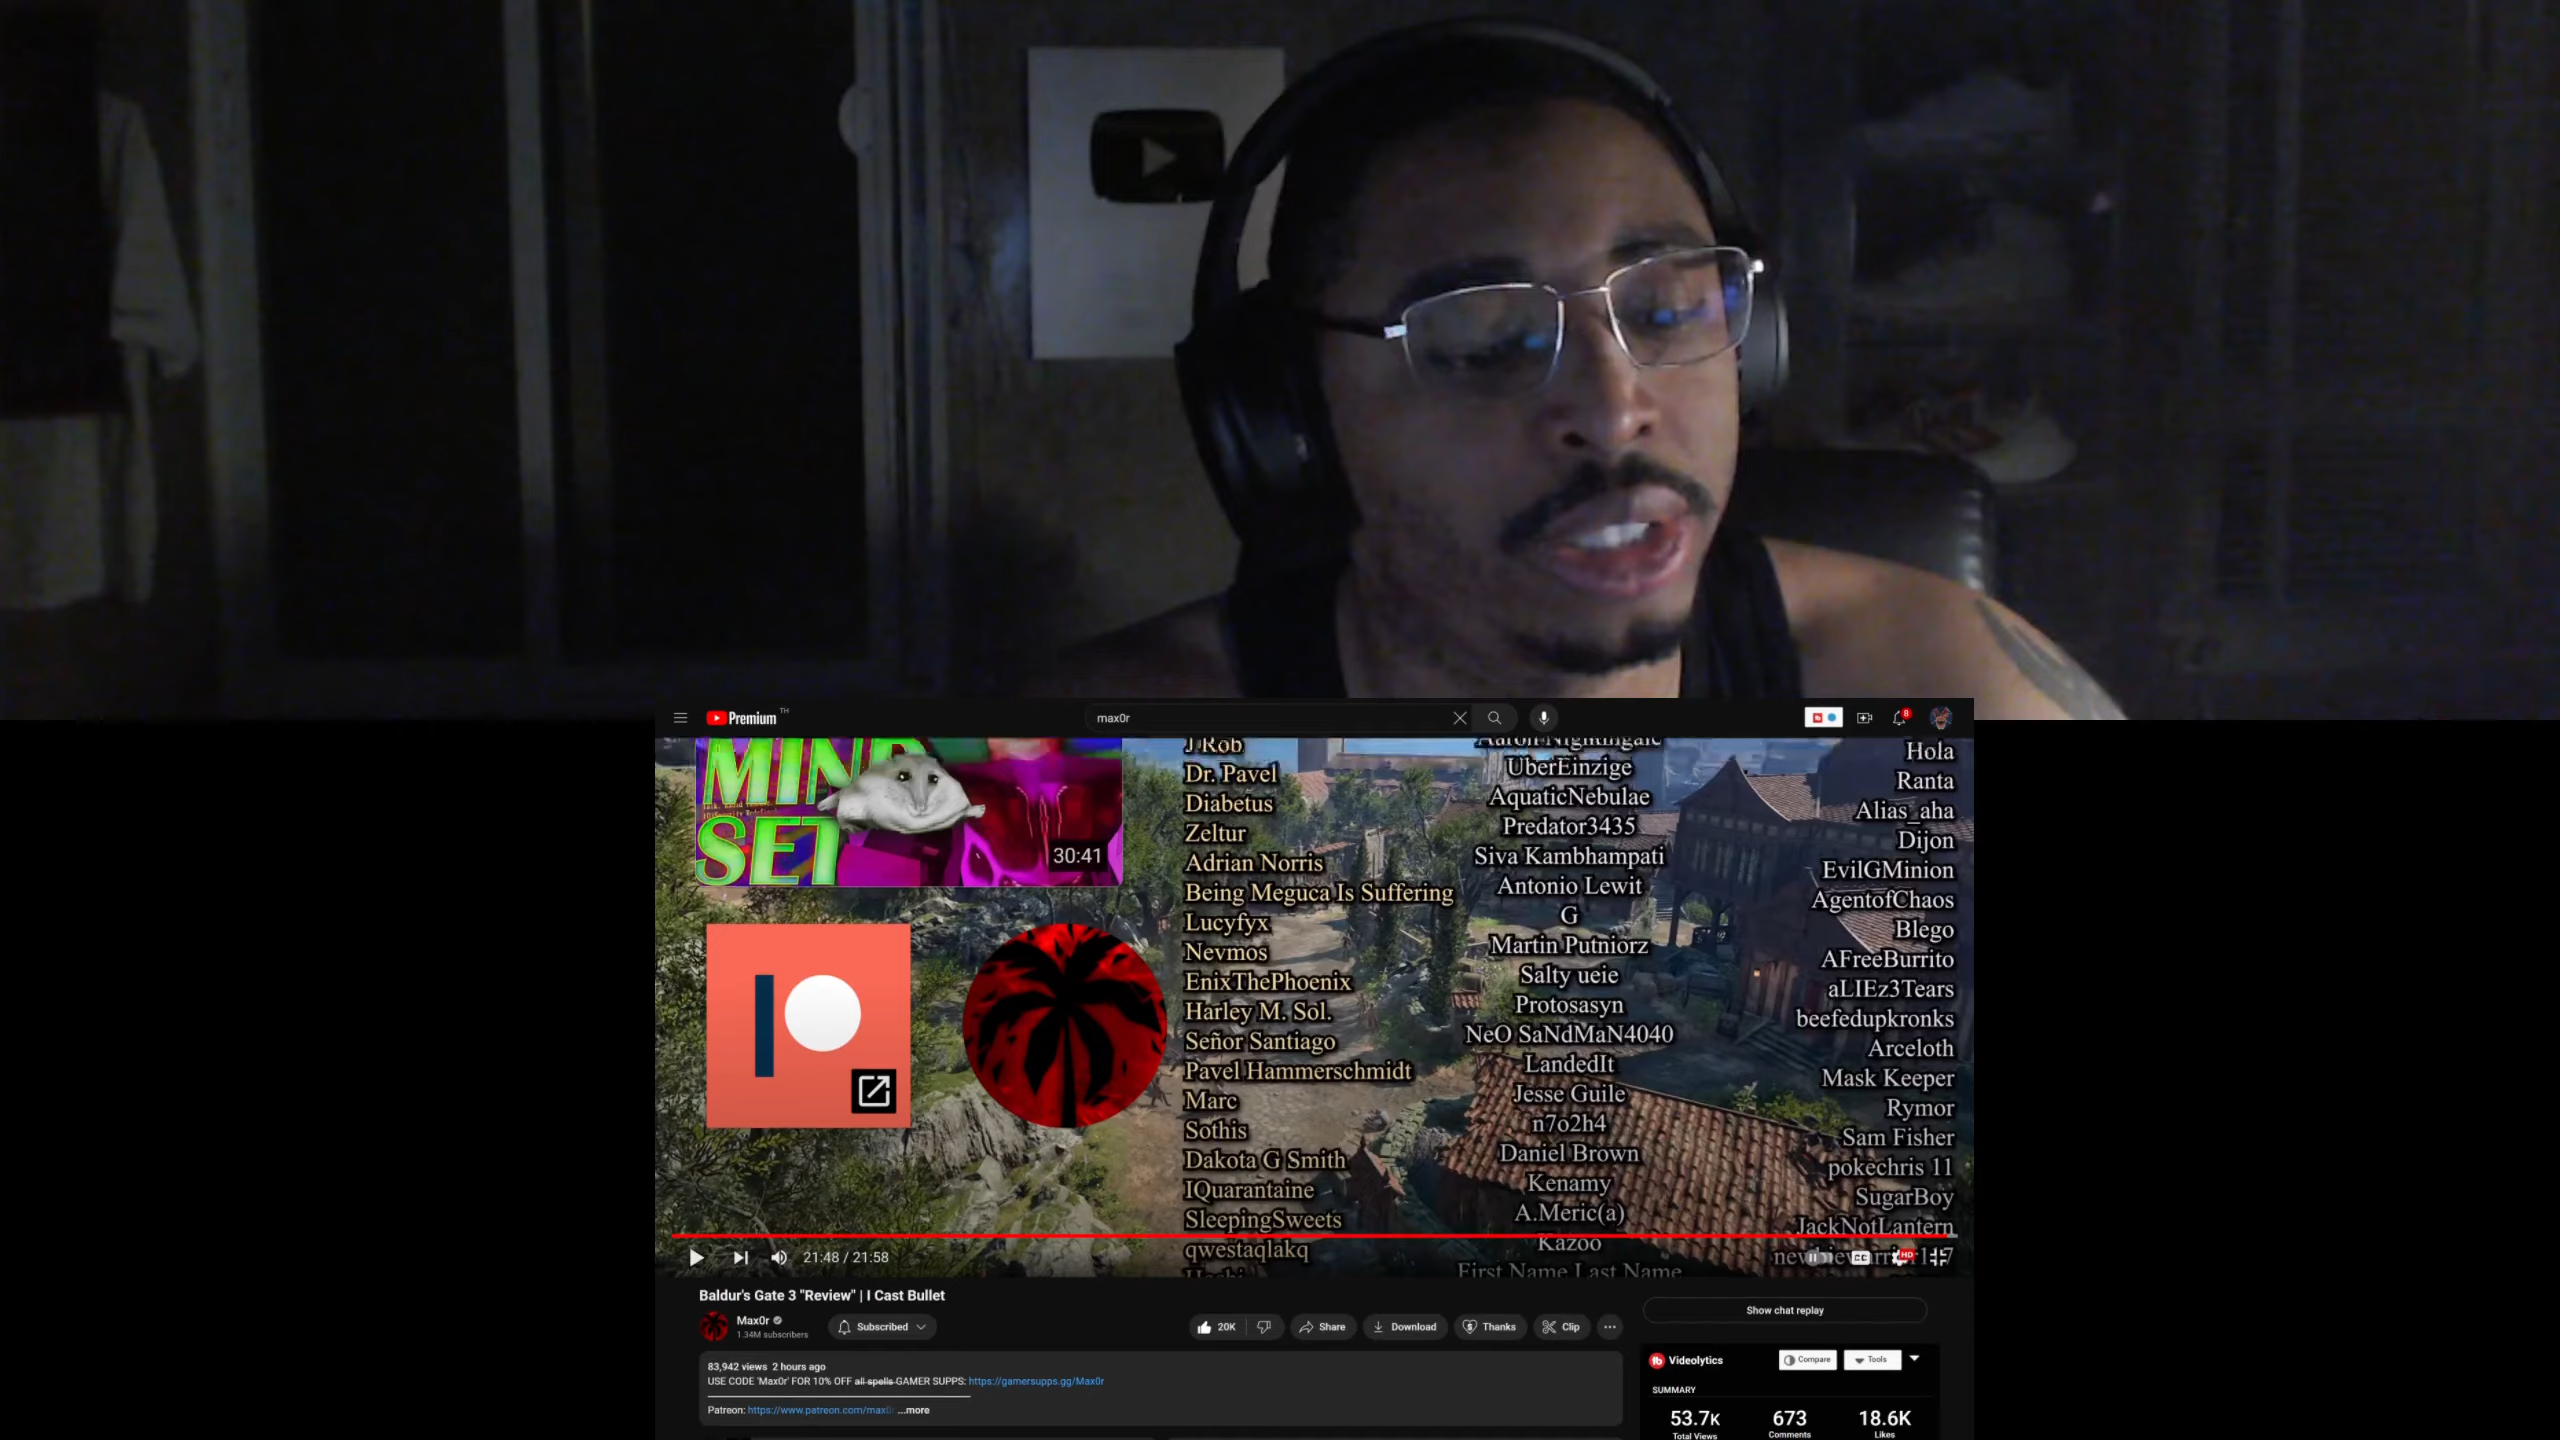 Premium TH
max0r
8
MIND
SET
30:41
J Rob
Dr. Pavel
Diabetus
Zeltur
Adrian Norris
Being Meguca Is Suffering
Lucyfyx
Nevmos
EnixThePhoenix
Harley M. Sol.
Señor Santiago
Pavel Hammerschmidt
Marc
Sothis
Dakota G Smith
IQuarantaine
SleepingSweets
qwestaqlakq
Aaron Nightingale
UberEinzige
AquaticNebulae
Predator3435
Siva Kambhampati
Antonio Lewit
G
Martin Putniorz
Salty ueie
Protosasyn
NeO SaNdMaN4040
LandedIt
Jesse Guile
n7o2h4
Daniel Brown
Kenamy
A.Meric(a)
Kazoo
First Name Last Name
Hola
Ranta
Alias_aha
Dijon
EvilGMinion
AgentofChaos
Blego
AFreeBurrito
aLIEz3Tears
beefedupkronks
Arceloth
Mask Keeper
Rymor
Sam Fisher
pokechris 11
SugarBoy
JackNotLantern
21:48 / 21:58
CC
HD
Baldur's Gate 3 "Review" | I Cast Bullet
Max0r
1.34M subscribers
Subscribed
20K
Share
Download
Thanks
Clip
Show chat replay
83,942 views 2 hours ago
USE CODE 'Max0r' FOR 10% OFF all spells GAMER SUPPS: https://gamersupps.gg/Max0r
Patreon: https://www.patreon.com/max0r ...more
Videolytics
Compare
Tools
SUMMARY
53.7K 673 18.6K
Total Views Comments Likes